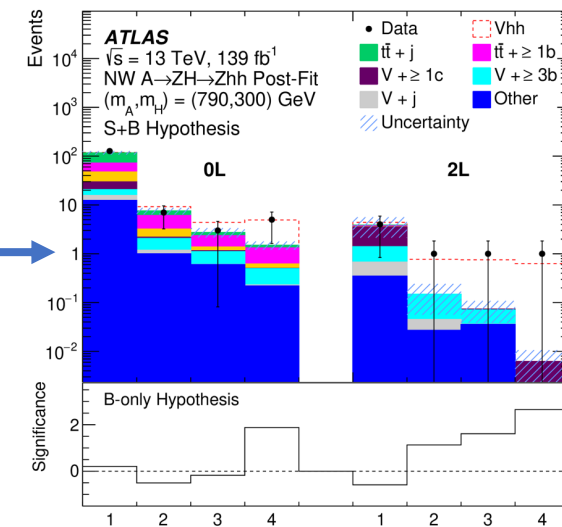 Events
10⁴
10³
10²
10
1
10⁻¹
10⁻²
ATLAS
√s = 13 TeV, 139 fb⁻¹
NW A→ZH→Zhh Post-Fit
(m_A,m_H) = (790,300) GeV
S+B Hypothesis
Data
Vhh
tt̄ + j
tt̄ + ≥ 1b
V + ≥ 1c
V + ≥ 3b
V + j
Other
Uncertainty
0L
2L
Significance
B-only Hypothesis
2
0
1 2 3 4 1 2 3 4